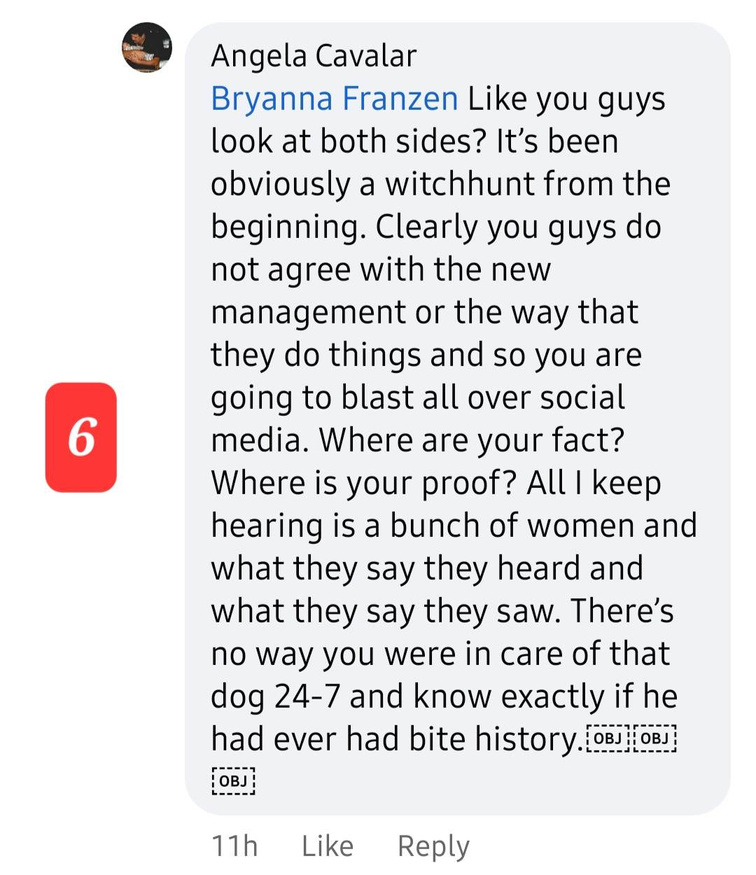 Angela Cavalar
Bryanna Franzen Like you guys
look at both sides? It's been
obviously a witchhunt from the
beginning. Clearly you guys do
not agree with the new
management or the way that
they do things and so you are
going to blast all over social
media. Where are your fact?
Where is your proof? All I keep
hearing is a bunch of women and
what they say they heard and
what they say they saw. There's
no way you were in care of that
dog 24-7 and know exactly if he
had ever had bite history.OBJ OBJ
OBJ
11h Like Reply
6